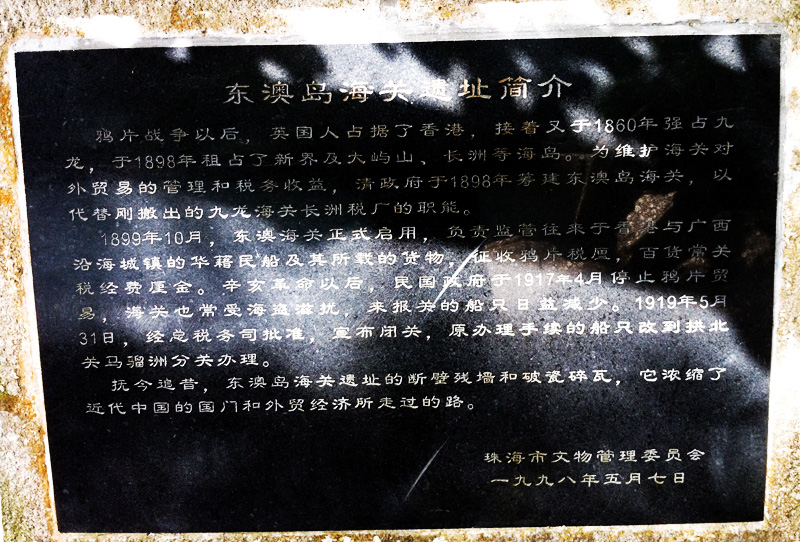 东澳岛海关遗址简介
鸦片战争以后，英国人占据了香港，接着又于1860年强占九
龙，于1898年租占了新界及大屿山、长洲等海岛。为维护海关对
外贸易的管理和税务收益，清政府于1898年筹建东澳岛海关，以
代替刚撤出的九龙海关长洲税厂的职能。
1899年10月，东澳海关正式启用，负责监管往来于香港与广西
沿海城镇的华籍民船及其所载的货物，征收鸦片税厘，百货常关
税经费厘金。辛亥革命以后，民国政府于1917年4月停止鸦片贸
易，海关也常受海盗滋扰，来报关的船只日益减少。1919年5月
31日，经总税务司批准，宣布闭关，原办理手续的船只改到拱北
关马骝洲分关办理。
抚今追昔，东澳岛海关遗址的断壁残墙和破瓷碎瓦，它浓缩了
近代中国的国门和外贸经济所走过的路。
珠海市文物管理委员会
一九九八年五月七日